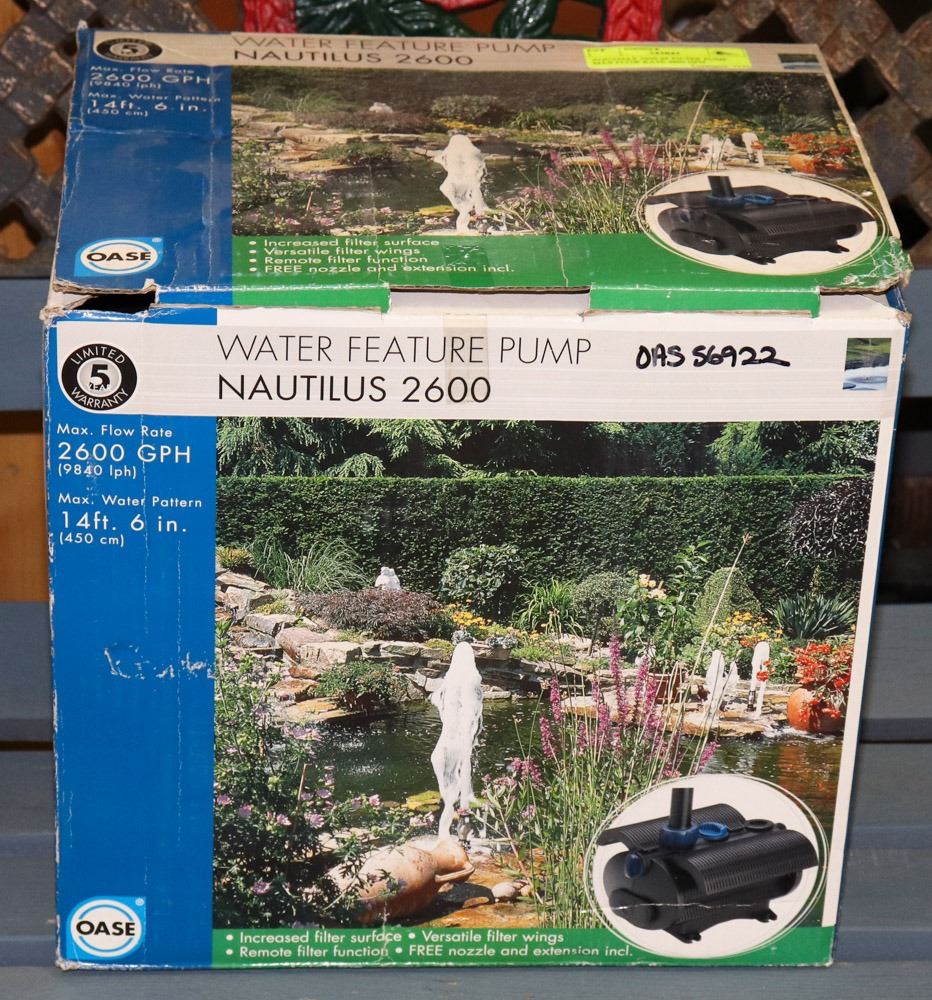 LIMITED
5
WATER FEATURE PUMP
NAUTILUS 2600
Max. Flow Rate
2600 GPH
(9840 lph)
Max. Water Pattern
14ft. 6 in.
(450 cm)
OASE
• Increased filter surface
• Versatile filter wings
• Remote filter function
• FREE nozzle and extension incl.
LIMITED
5
YEAR
WARRANTY
WATER FEATURE PUMP
NAUTILUS 2600
OAS 56922
Max. Flow Rate
2600 GPH
(9840 lph)
Max. Water Pattern
14ft. 6 in.
(450 cm)
OASE
• Increased filter surface • Versatile filter wings
• Remote filter function • FREE nozzle and extension incl.